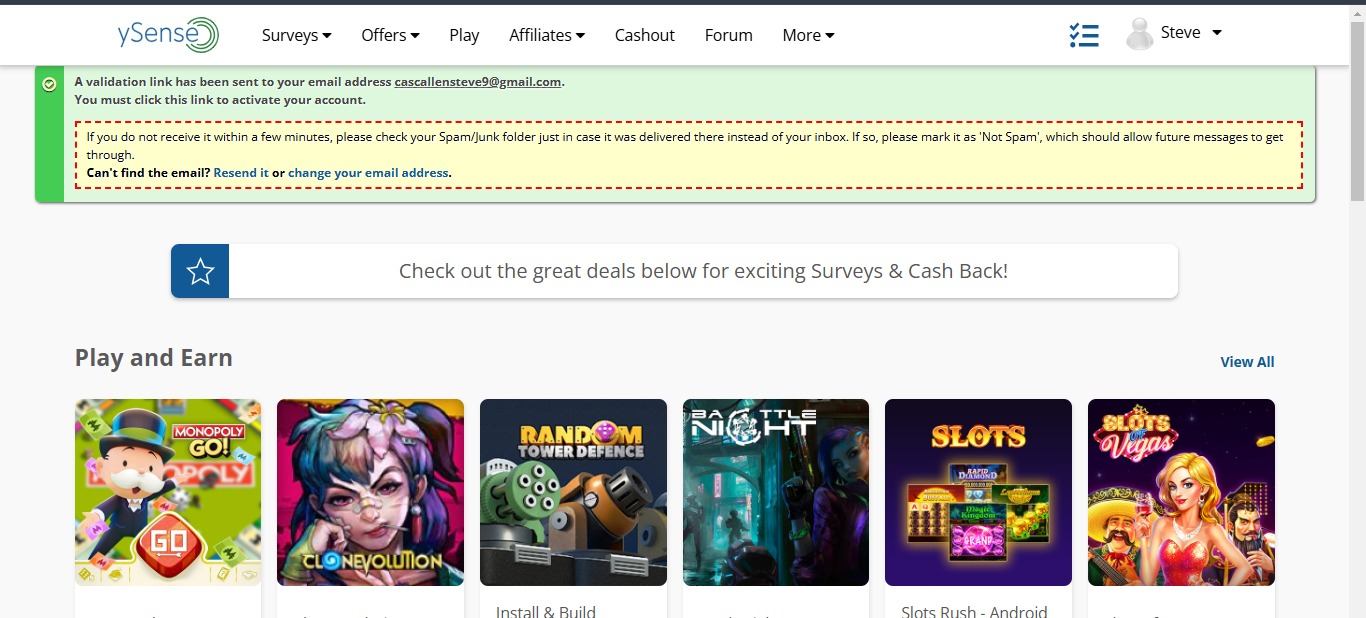 ySense
Surveys Offers Play Affiliates Cashout Forum More Steve
A validation link has been sent to your email address cascallensteve9@gmail.com.
You must click this link to activate your account.
If you do not receive it within a few minutes, please check your Spam/Junk folder just in case it was delivered there instead of your inbox. If so, please mark it as 'Not Spam', which should allow future messages to get
through.
Can't find the email? Resend it or change your email address.
Check out the great deals below for exciting Surveys & Cash Back!
Play and Earn
View All
MONOPOLY
GO!
MONOPOLY
GO
CLONEVOLUTION
RANDOM
TOWER DEFENCE
BATTLE
NIGHT
SLOTS
RAPID
DIAMOND
Magic
Kingdom
GRAND
SLOTS
OF
Vegas
Install & Build
Slots Rush - Android